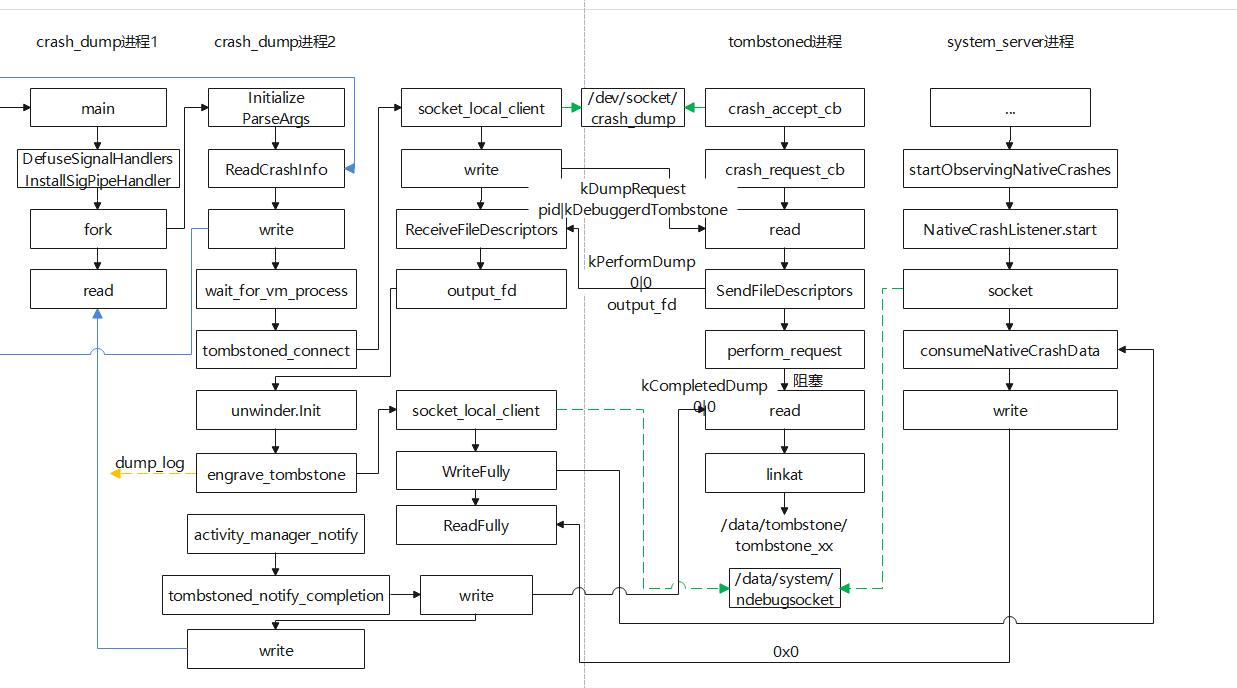 crash_dump进程1
crash_dump进程2
tombstoned进程
system_server进程
main
DefuseSignalHandlers
InstallSigPipeHandler
fork
read
Initialize
ParseArgs
ReadCrashInfo
write
wait_for_vm_process
tombstoned_connect
unwinder.Init
engrave_tombstone
dump_log
activity_manager_notify
tombstoned_notify_completion
write
write
socket_local_client
write
ReceiveFileDescriptors
output_fd
socket_local_client
WriteFully
ReadFully
/dev/socket/
crash_dump
kDumpRequest
pid|kDebuggerdTombstone
kPerformDump
0|0
output_fd
kCompletedDump
0|0
crash_accept_cb
crash_request_cb
read
SendFileDescriptors
perform_request
阻塞
read
linkat
/data/tombstone/
tombstone_xx
/data/system/
ndebugsocket
...
startObservingNativeCrashes
NativeCrashListener.start
socket
consumeNativeCrashData
write
0x0